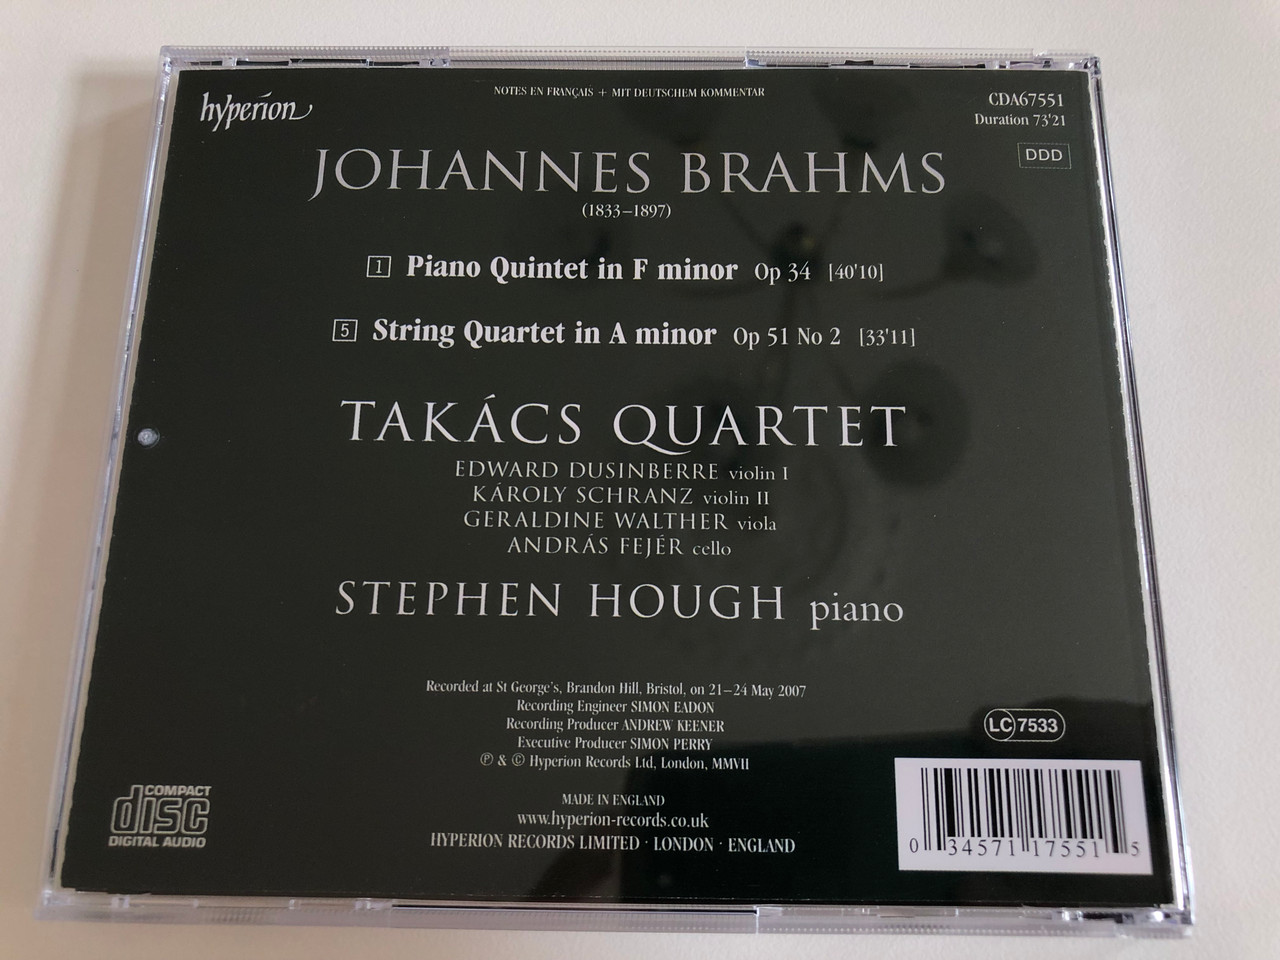 hyperion
NOTES EN FRANÇAIS + MIT DEUTSCHEM KOMMENTAR
CDA67551
Duration 73'21
DDD
JOHANNES BRAHMS
(1833–1897)
1 Piano Quintet in F minor Op 34 [40'10]
5 String Quartet in A minor Op 51 No 2 [33'11]
TAKÁCS QUARTET
EDWARD DUSINBERRE violin I
KÁROLY SCHRANZ violin II
GERALDINE WALTHER viola
ANDRÁS FEJÉR cello
STEPHEN HOUGH piano
Recorded at St George's, Brandon Hill, Bristol, on 21–24 May 2007
Recording Engineer SIMON EADON
Recording Producer ANDREW KEENER
Executive Producer SIMON PERRY
℗ & © Hyperion Records Ltd, London, MMVII
LC 7533
COMPACT
disc
DIGITAL AUDIO
MADE IN ENGLAND
www.hyperion-records.co.uk
HYPERION RECORDS LIMITED · LONDON · ENGLAND
0 34571 17551 5